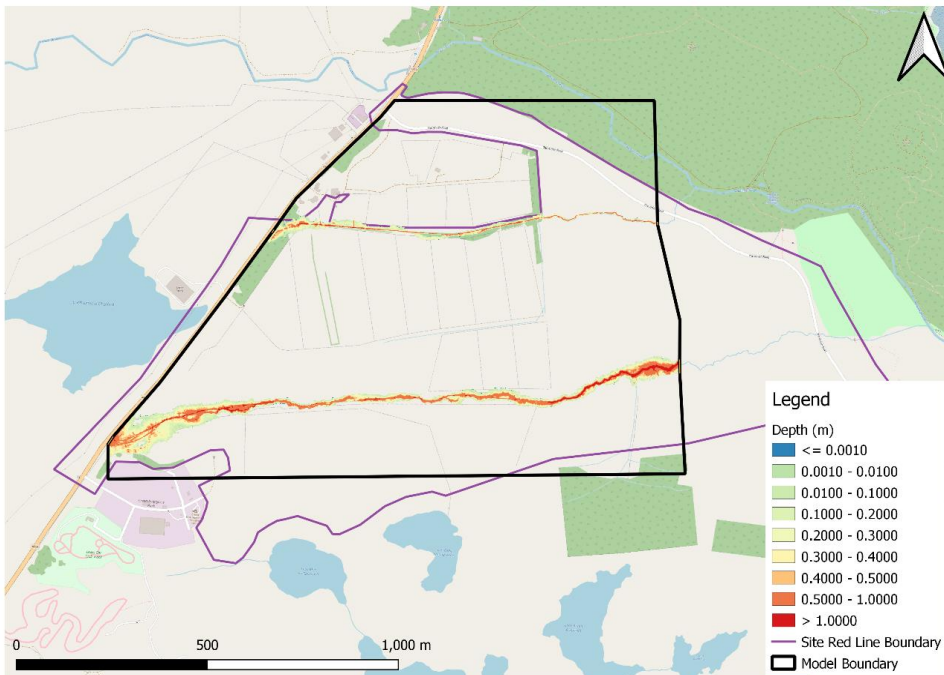 Legend
Depth (m)
<= 0.0010
0.0010 - 0.0100
0.0100 - 0.1000
0.1000 - 0.2000
0.2000 - 0.3000
0.3000 - 0.4000
0.4000 - 0.5000
0.5000 - 1.0000
> 1.0000
Site Red Line Boundary
Model Boundary
0 500 1,000 m